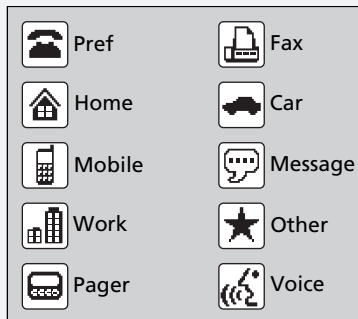 Pref
Home
Mobile
Work
Pager
Fax
Car
Message
Other
Voice